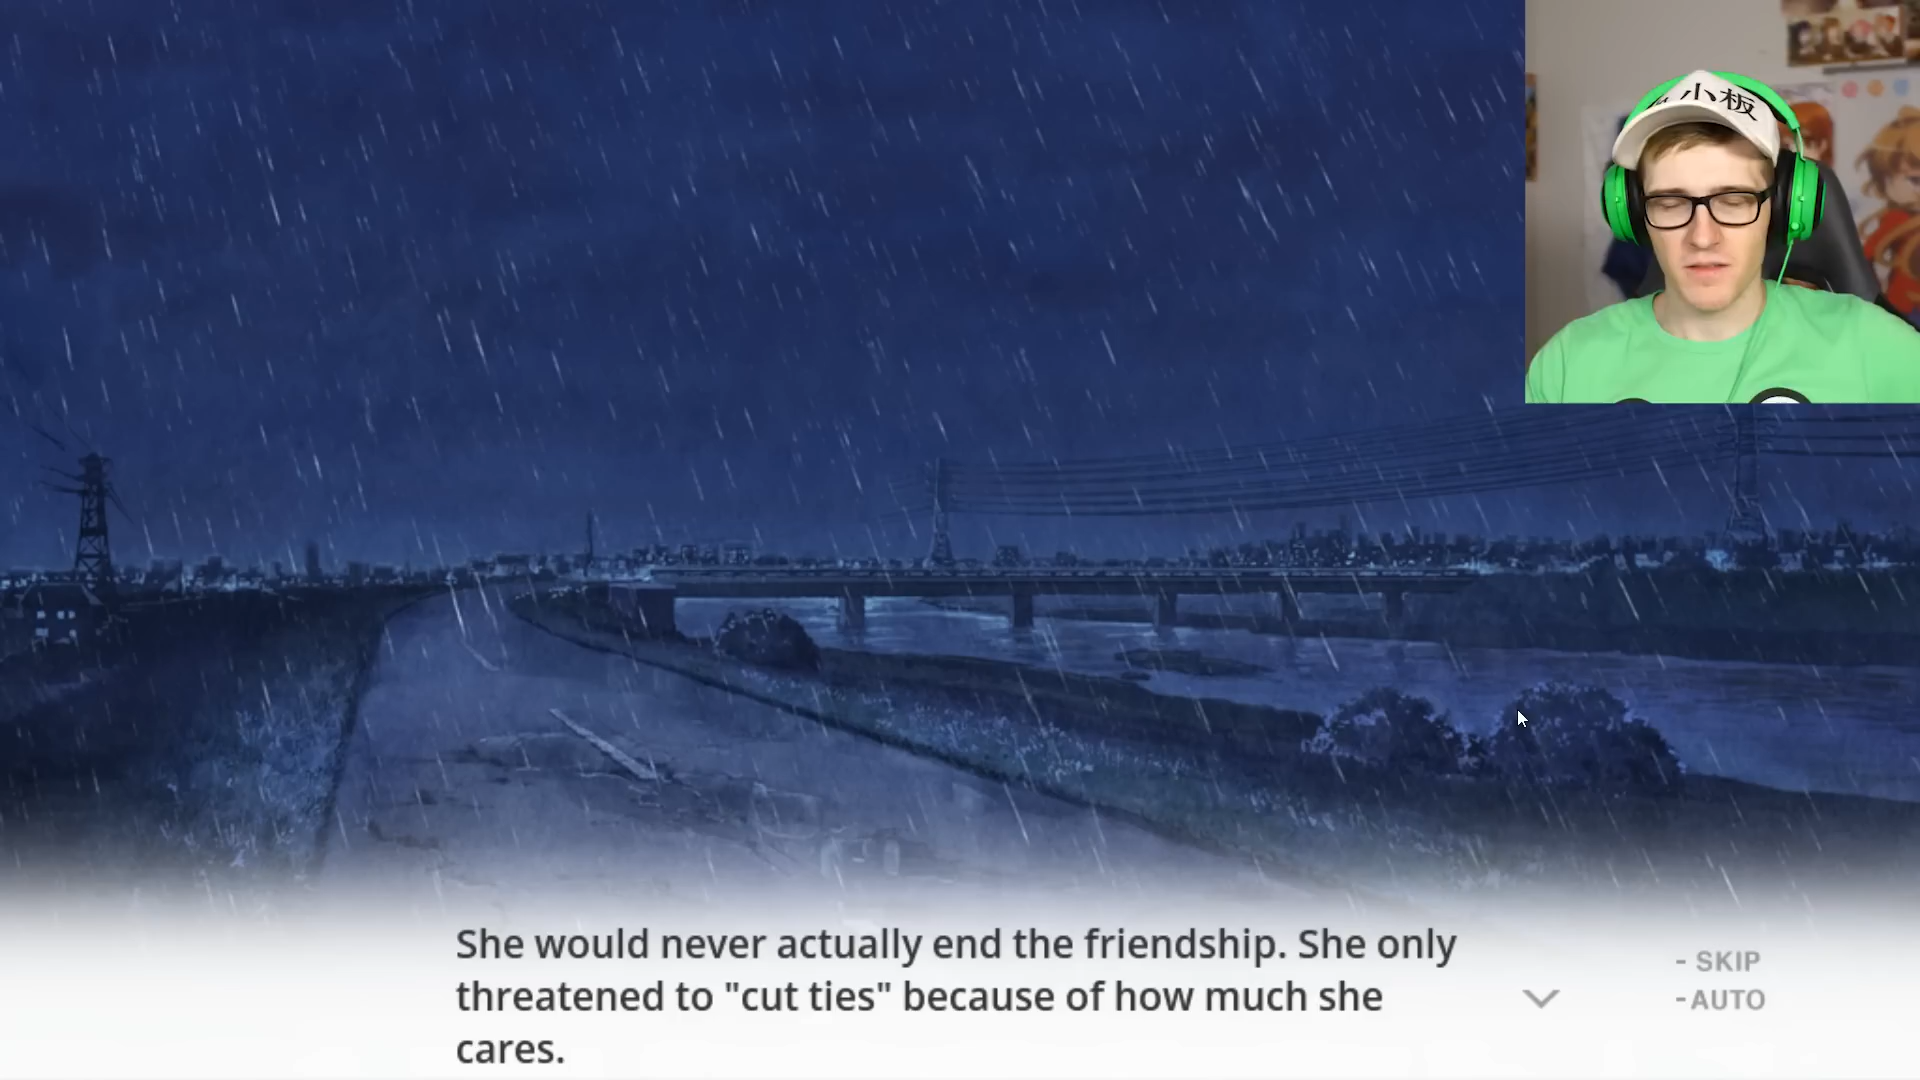 小板
She would never actually end the friendship. She only
threatened to "cut ties" because of how much she
cares.
- SKIP
- AUTO